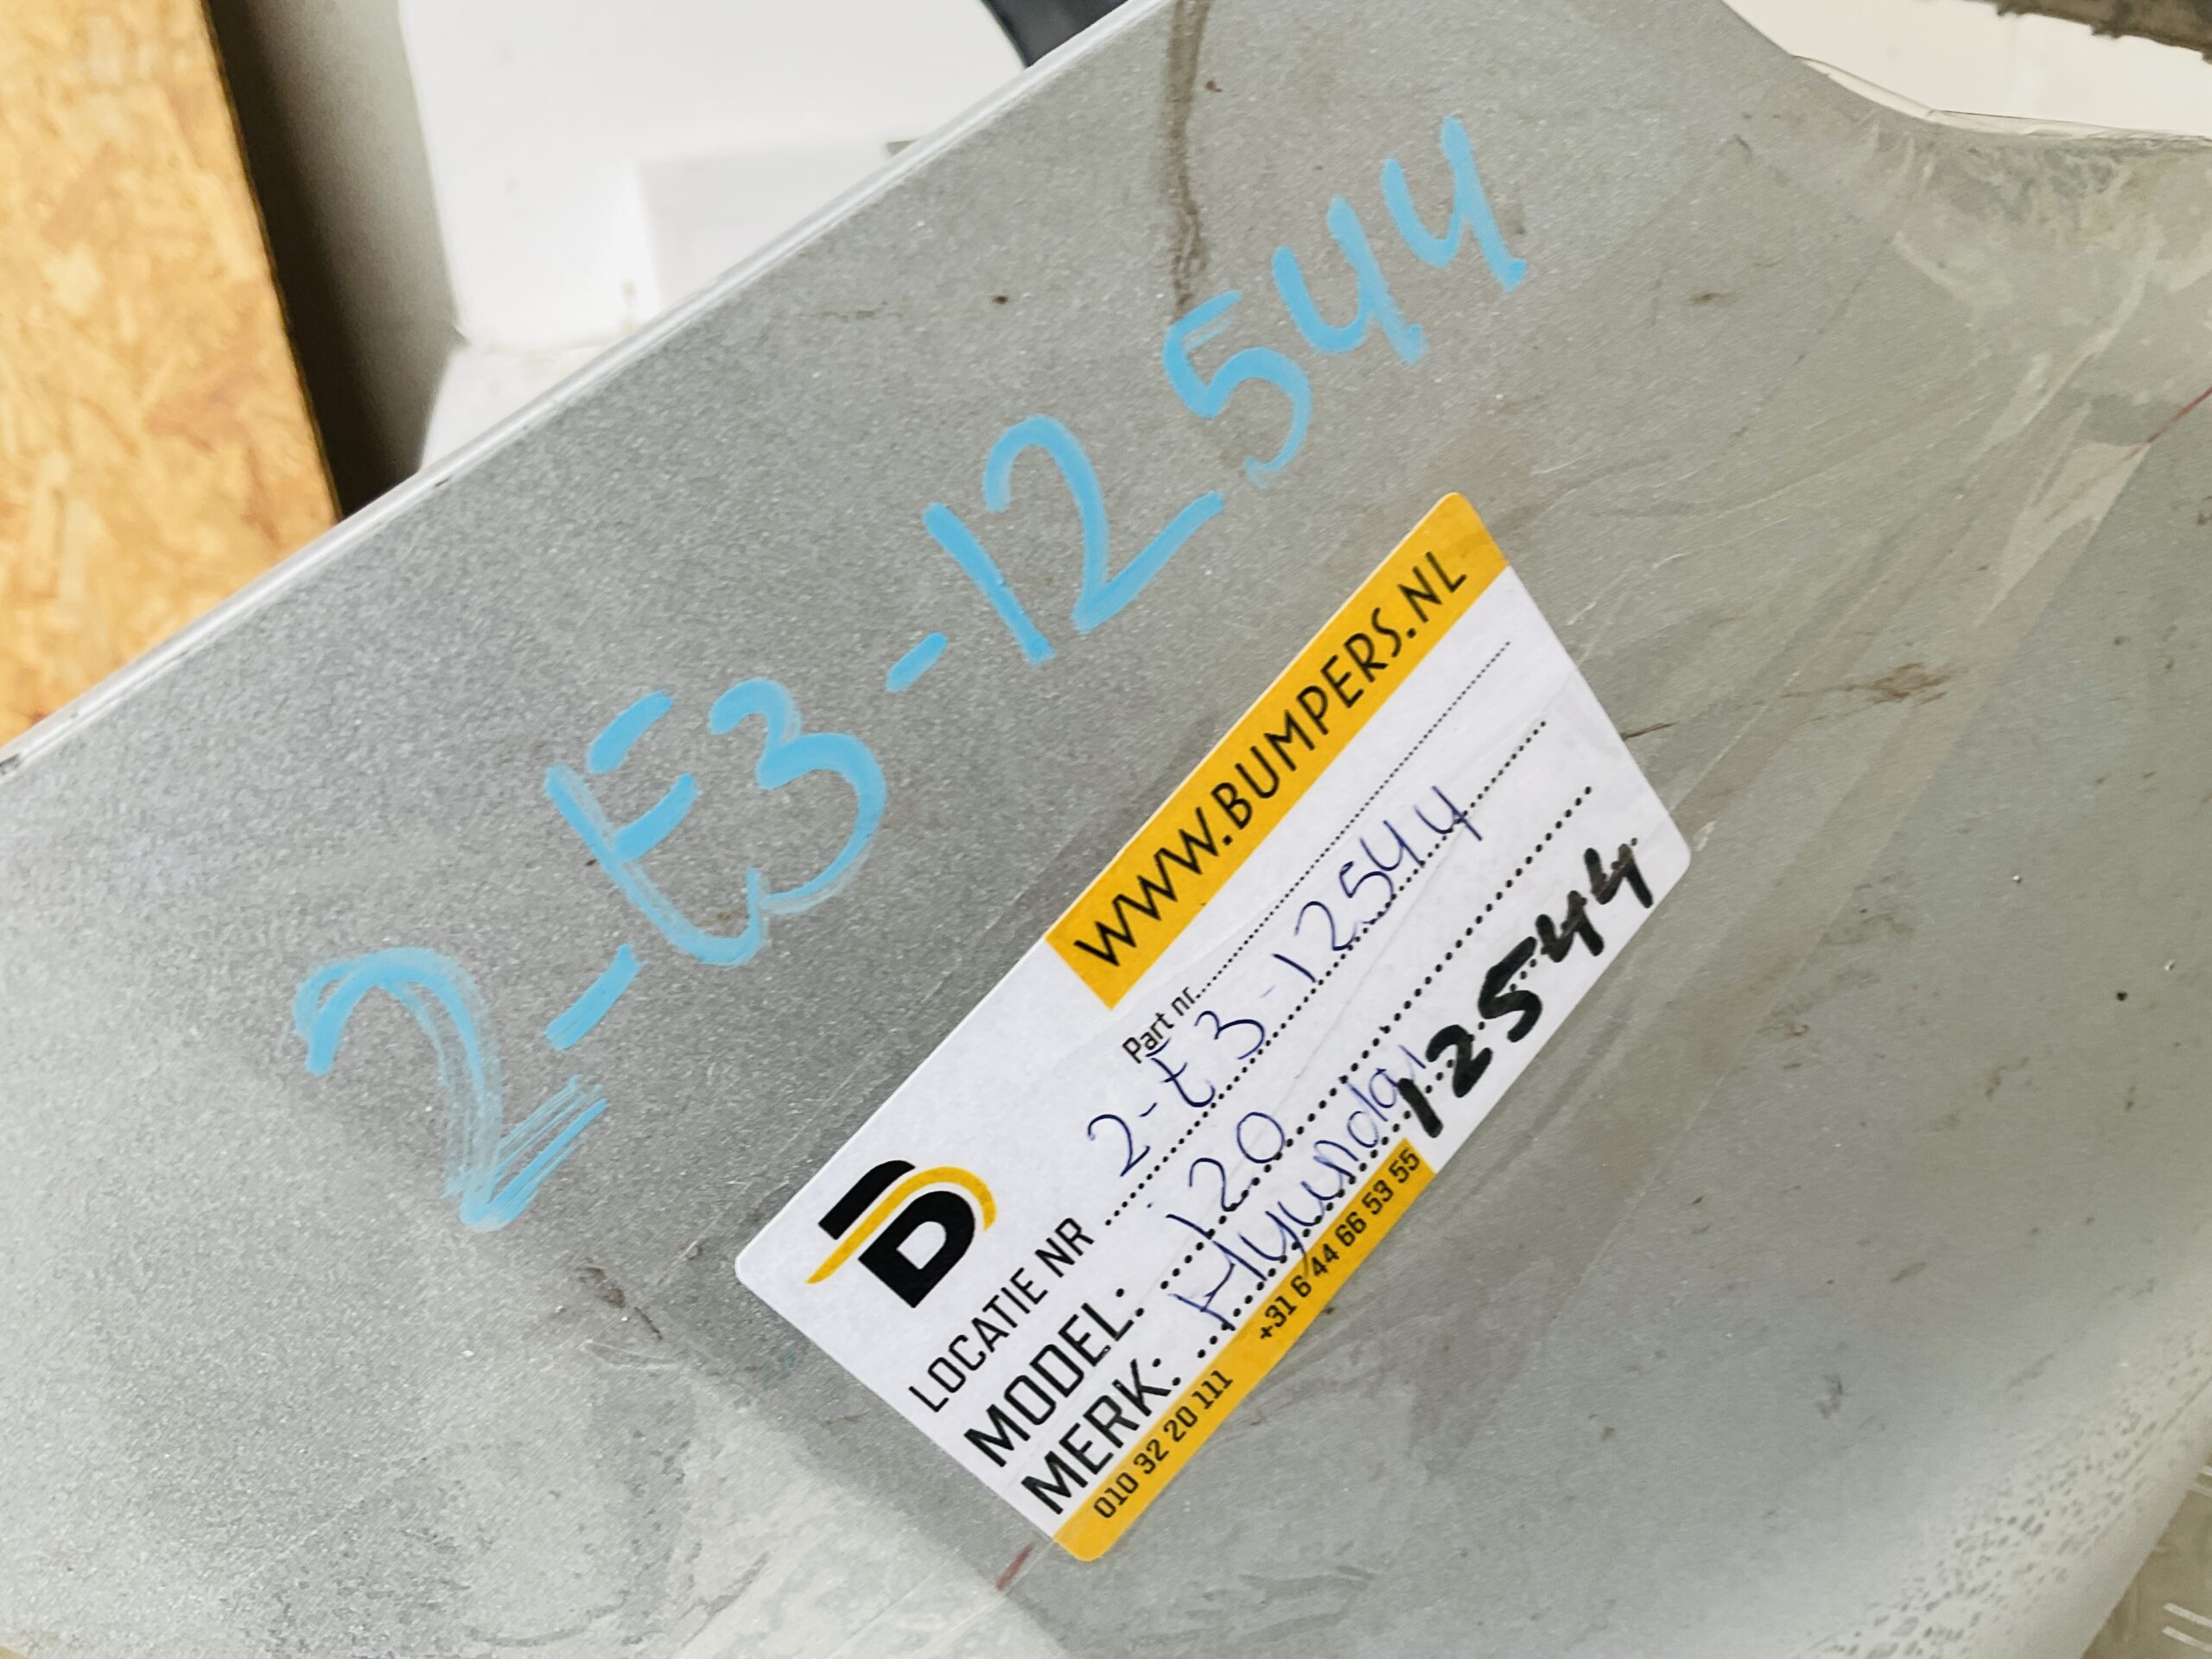 2-E3-12544
WWW.BUMPERS.NL
Part nr.
LOCATIE NR 2-E3-12544
MODEL: i20
MERK: Hyundai
12544
010 32 20 111 +31 6 44 66 53 55